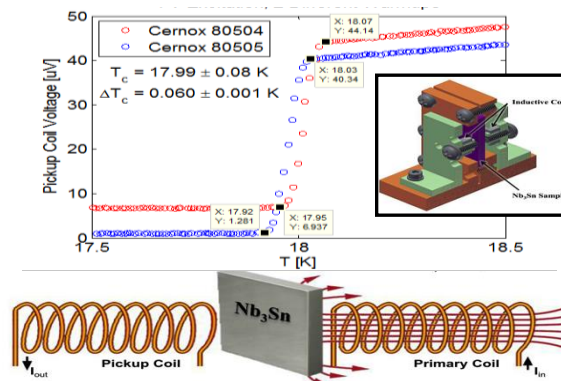 Cernox 80504
Cernox 80505
T_c = 17.99 ± 0.08 K
ΔT_c = 0.060 ± 0.001 K
X: 18.07
Y: 44.14
X: 18.03
Y: 40.34
X: 17.92
Y: 1.281
X: 17.95
Y: 6.937
Pickup Coil Voltage [uV]
50
40
30
20
10
0
17.5
18
18.5
T [K]
Inductive Co
Nb₃Sn Sampl
Nb₃Sn
Pickup Coil
Primary Coil
I_out
I_in